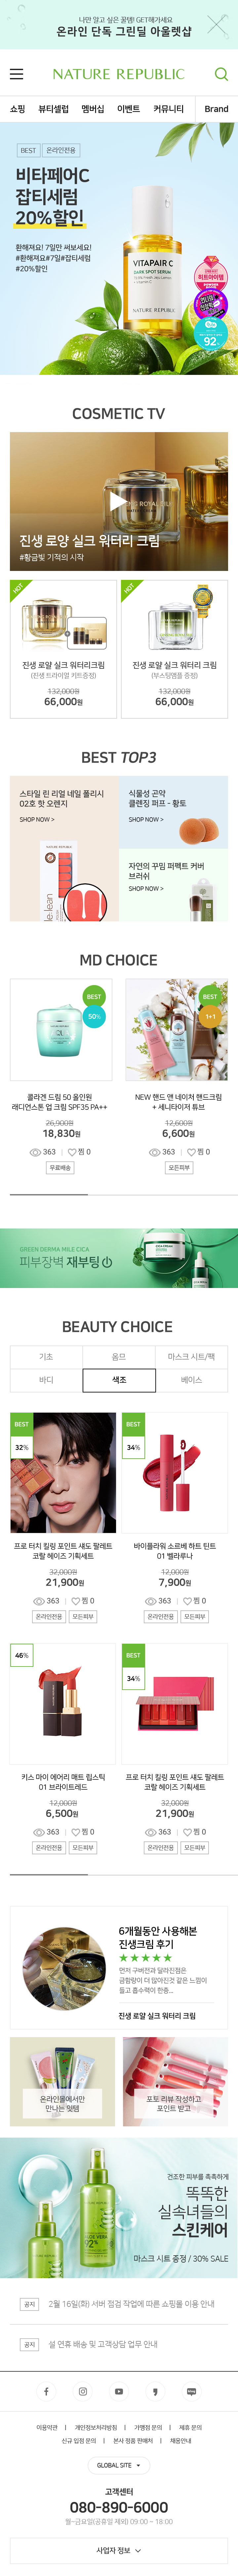 나만 알고 싶은 꿀템! GET해가세요
온라인 단독 그린딜 아울렛샵
NATURE REPUBLIC
쇼핑 뷰티셀럽 멤버십 이벤트 커뮤니티 Brand
BEST 온라인전용
비타페어C
잡티세럼
20%할인
환해져요! 7일만 써보세요!
#환해져요#7일#잡티세럼
#20%할인
VITAPAIR C
DARK SPOT SERUM
NATURE REPUBLIC
92%
COSMETIC TV
진생 로얄 실크 워터리 크림
#황금빛 기적의 시작
HOT
진생 로얄 실크 워터리크림
(진생 트라이얼 키트증정)
132,000원
66,000원
HOT
진생 로얄 실크 워터리 크림
(부스팅앰플 증정)
132,000원
66,000원
BEST TOP3
스타일 린 리얼 네일 폴리시
02호 핫 오렌지
SHOP NOW >
식물성 곤약
클렌징 퍼프 - 황토
SHOP NOW >
자연의 꾸밈 퍼펙트 커버
브러쉬
SHOP NOW >
MD CHOICE
BEST
50%
콜라겐 드림 50 올인원
래디언스톤 업 크림 SPF35 PA++
26,900원
18,830원
363 | 찜 0
무료배송
BEST
1+1
NEW 핸드 앤 네이처 핸드크림
+ 세니타이저 튜브
12,600원
6,600원
363 | 찜 0
모든피부
GREEN DERMA MILE CICA
피부장벽 재부팅
BEAUTY CHOICE
기초 옴므 마스크 시트/팩
바디 색조 베이스
BEST
32%
프로 터치 킬링 포인트 섀도 팔레트
코랄 헤이즈 기획세트
32,000원
21,900원
363 | 찜 0
온라인전용 모든피부
BEST
34%
바이플라워 소르베 하트 틴트
01 벨라루나
12,000원
7,900원
363 | 찜 0
온라인전용 모든피부
46%
키스 마이 에어리 매트 립스틱
01 브라이트레드
12,000원
6,500원
363 | 찜 0
온라인전용 모든피부
BEST
34%
프로 터치 킬링 포인트 섀도 팔레트
코랄 헤이즈 기획세트
32,000원
21,900원
363 | 찜 0
온라인전용 모든피부
6개월동안 사용해본
진생크림 후기
★★★★★
먼저 구버전과 달라진점은
금함량이 더 많아진것 같은 느낌이
들고 흡수력이 한층...
진생 로얄 실크 워터리 크림
온라인몰에서만
만나는 잇템
포토 리뷰 작성하고
포인트 받고
건조한 피부를 촉촉하게
똑똑한
실속녀들의
스킨케어
마스크 시트 증정 / 30% SALE
공지 2월 16일(화) 서버 점검 작업에 따른 쇼핑몰 이용 안내
공지 설 연휴 배송 및 고객상담 업무 안내
이용약관 | 개인정보처리방침 | 가맹점 문의 | 제휴 문의
신규 입점 문의 | 본사 정품 판매처 | 채용안내
GLOBAL SITE
고객센터
080-890-6000
월~금요일(공휴일 제외) 09:00 ~ 18:00
사업자 정보